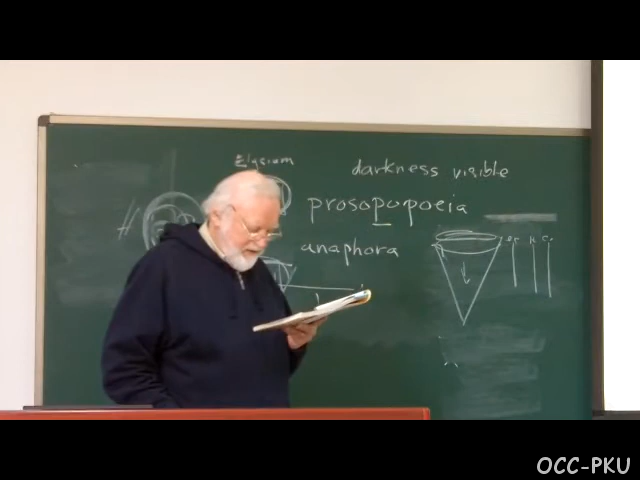 Elysium
darkness visible
prosopopoeia
anaphora
OCC-PKU